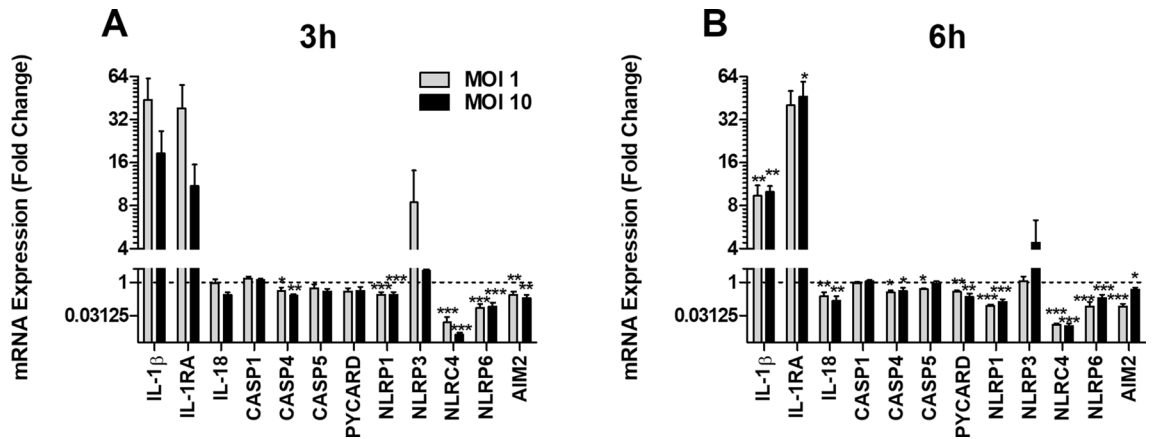 A
3h
mRNA Expression (Fold Change)
64
32
16
8
4
1
0.03125
MOI 1
MOI 10
* ** *** *** *** *** *** *** ** **
IL-1β
IL-1RA
IL-18
CASP1
CASP4
CASP5
PYCARD
NLRP1
NLRP3
NLRC4
NLRP6
AIM2
B
6h
mRNA Expression (Fold Change)
64
32
16
8
4
1
0.03125
** ** * ** ** * * * ** ** *** *** *** *** *** *** *** *
IL-1β
IL-1RA
IL-18
CASP1
CASP4
CASP5
PYCARD
NLRP1
NLRP3
NLRC4
NLRP6
AIM2